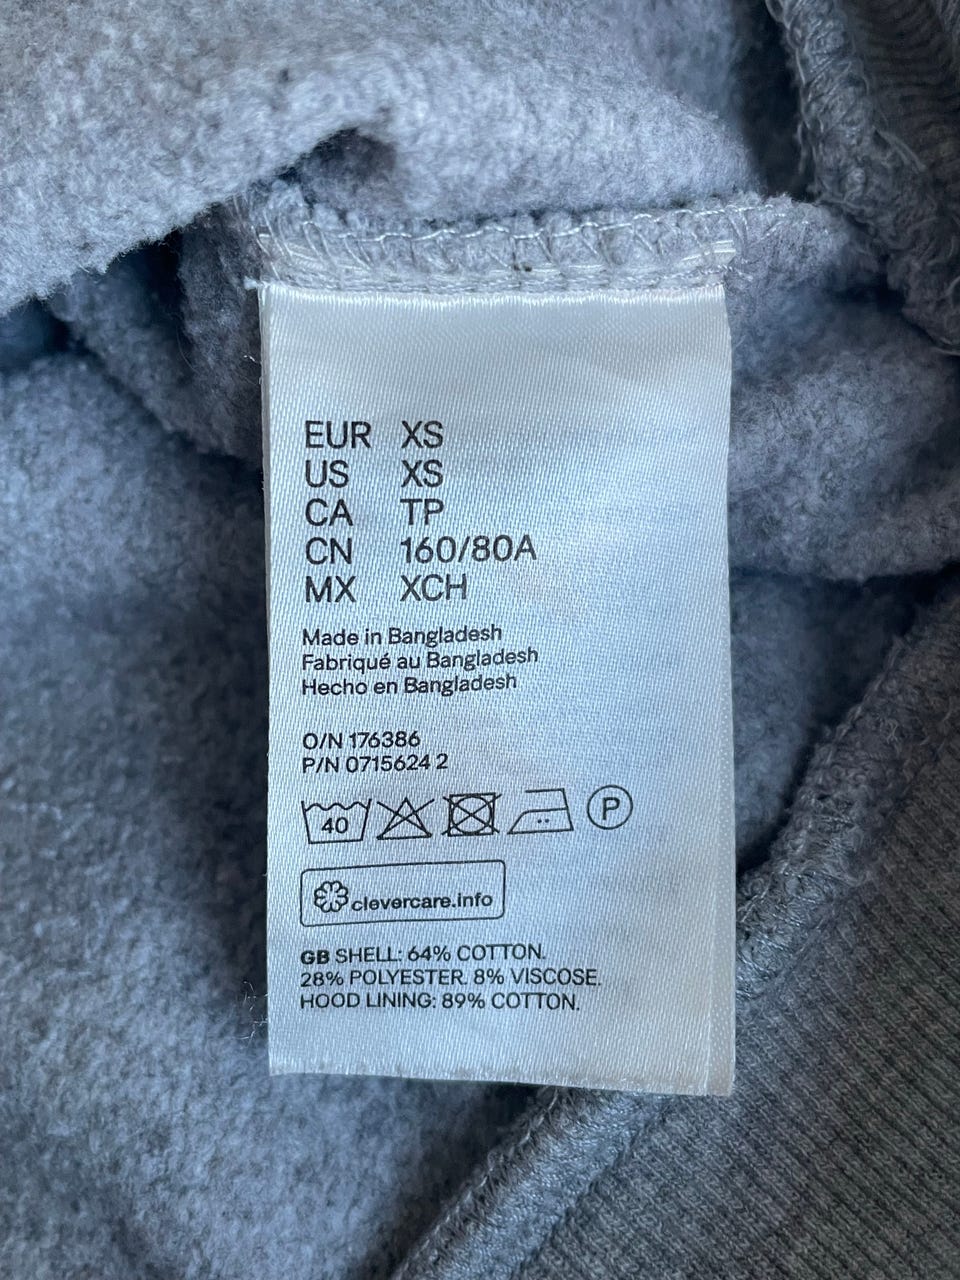 EUR XS
US XS
CA TP
CN 160/80A
MX XCH
Made in Bangladesh
Fabriqué au Bangladesh
Hecho en Bangladesh
O/N 176386
P/N 0715624 2
40 P
clevercare.info
GB SHELL: 64% COTTON.
28% POLYESTER. 8% VISCOSE.
HOOD LINING: 89% COTTON.